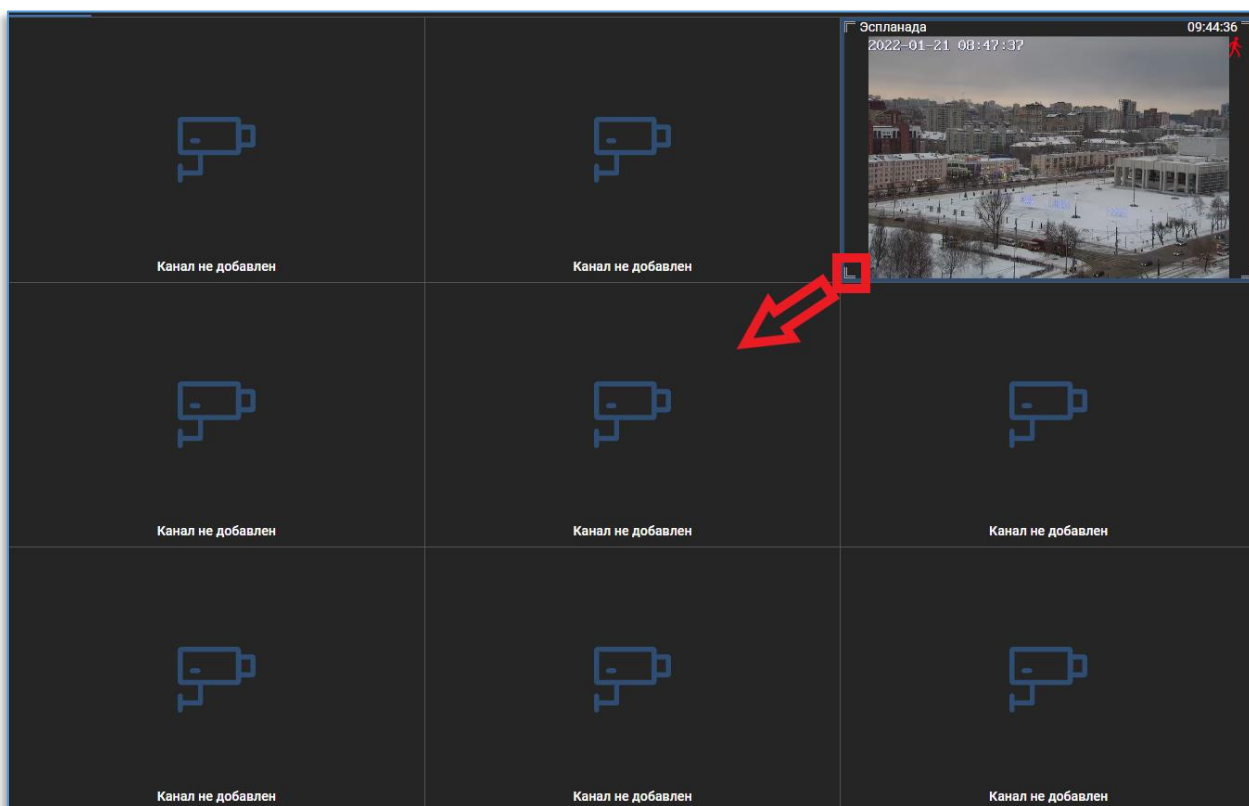 Эспланада 09:44:36
2022-01-21 08:47:37
Канал не добавлен Канал не добавлен
Канал не добавлен Канал не добавлен Канал не добавлен
Канал не добавлен Канал не добавлен Канал не добавлен